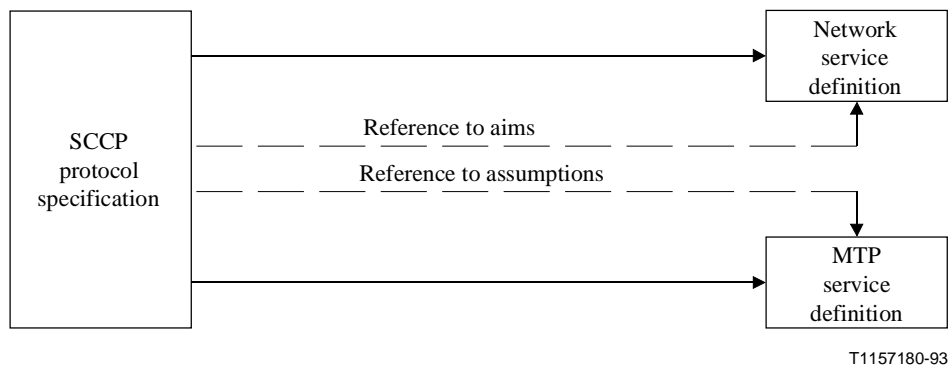 SCCP
protocol
specification
Network
service
definition
Reference to aims
Reference to assumptions
MTP
service
definition
T1157180-93